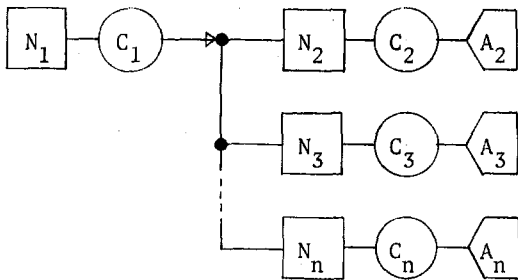 N₁ C₁ N₂ C₂ A₂
N₃ C₃ A₃
Nₙ Cₙ Aₙ